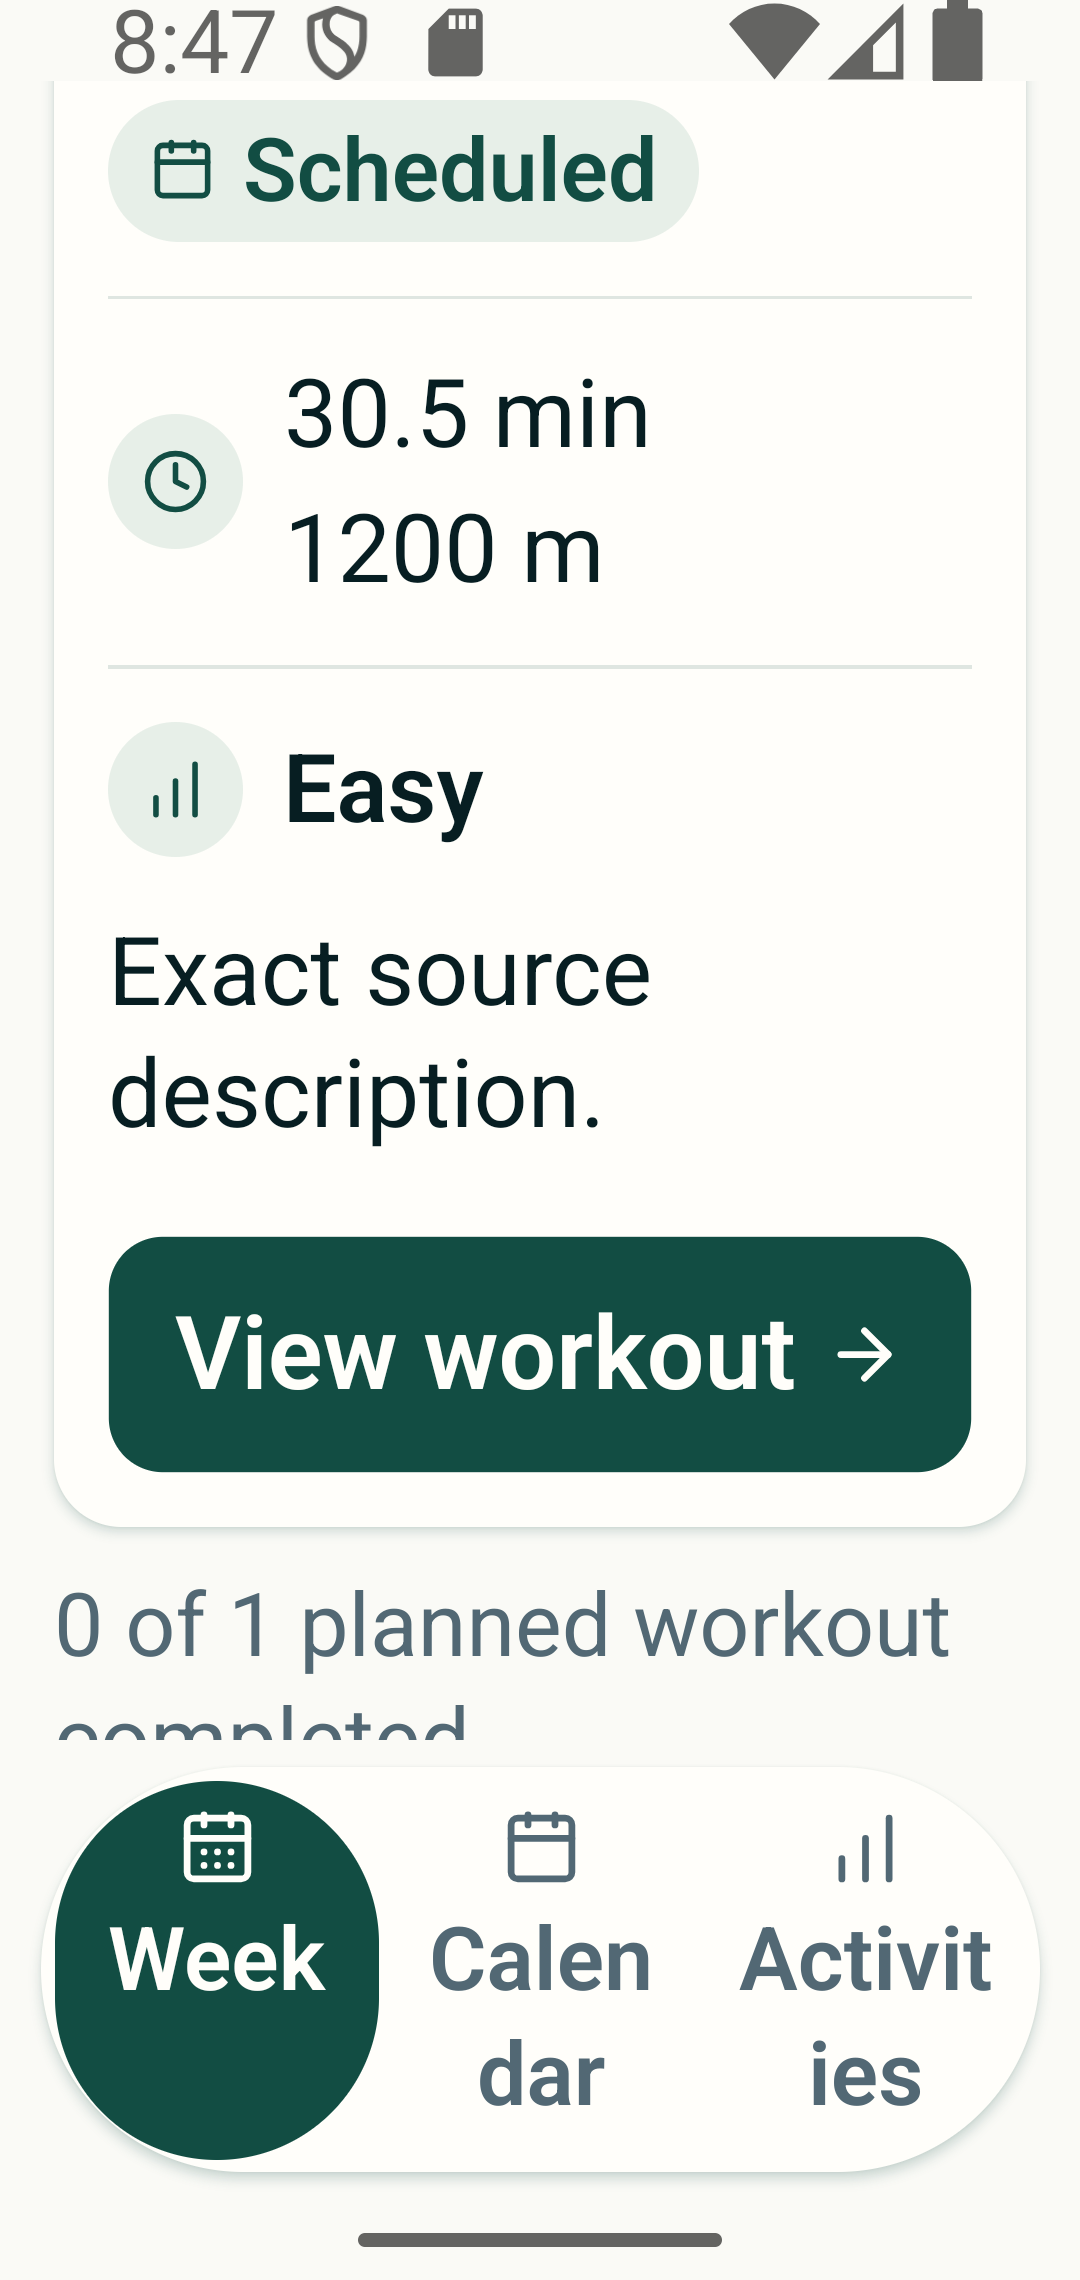 8:47
Scheduled
30.5 min
1200 m
Easy
Exact source
description.
View workout
0 of 1 planned workout
completed
Week
Calen
dar
Activit
ies